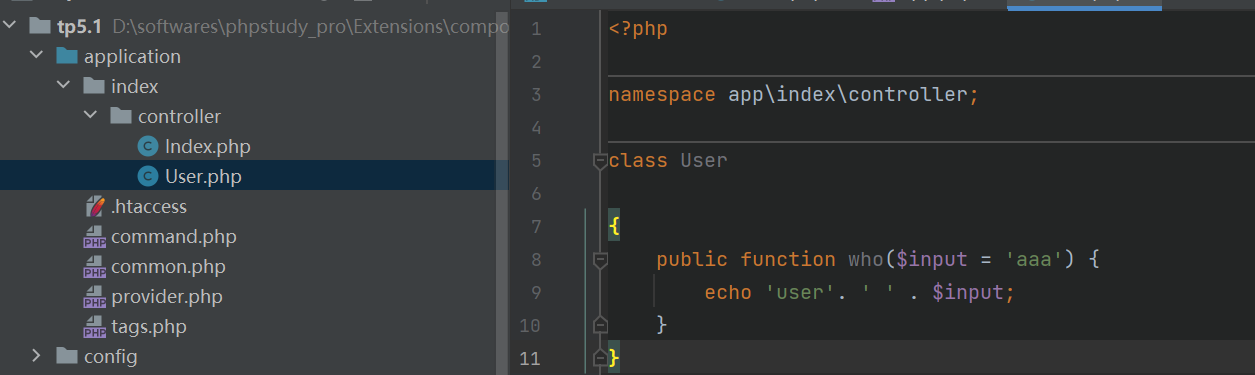 tp5.1 D:\softwares\phpstudy_pro\Extensions\compo
application
index
controller
Index.php
User.php
.htaccess
command.php
common.php
provider.php
tags.php
config
1 <?php
2
3 namespace app\index\controller;
4
5 class User
6
7 {
8     public function who($input = 'aaa') {
9         echo 'user'. ' ' . $input;
10     }
11 }